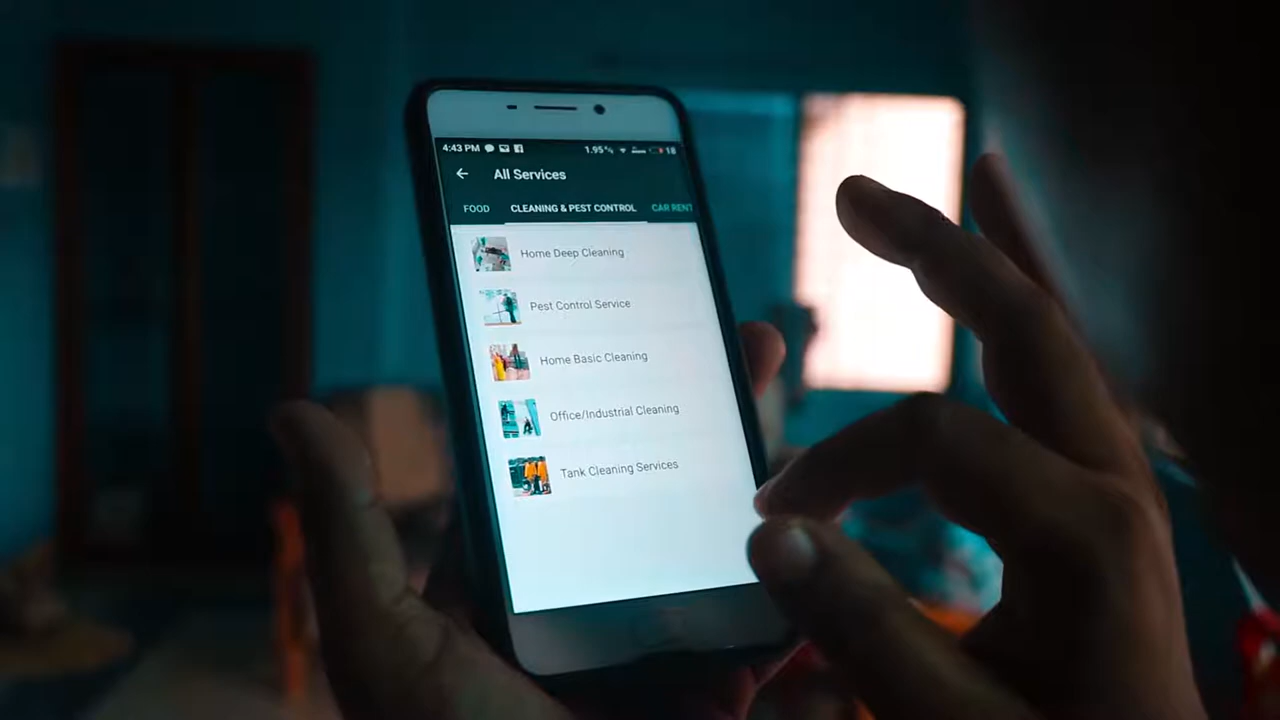 4:43 PM 1.95% 18
All Services
FOOD CLEANING & PEST CONTROL CAR RENT
Home Deep Cleaning
Pest Control Service
Home Basic Cleaning
Office/Industrial Cleaning
Tank Cleaning Services